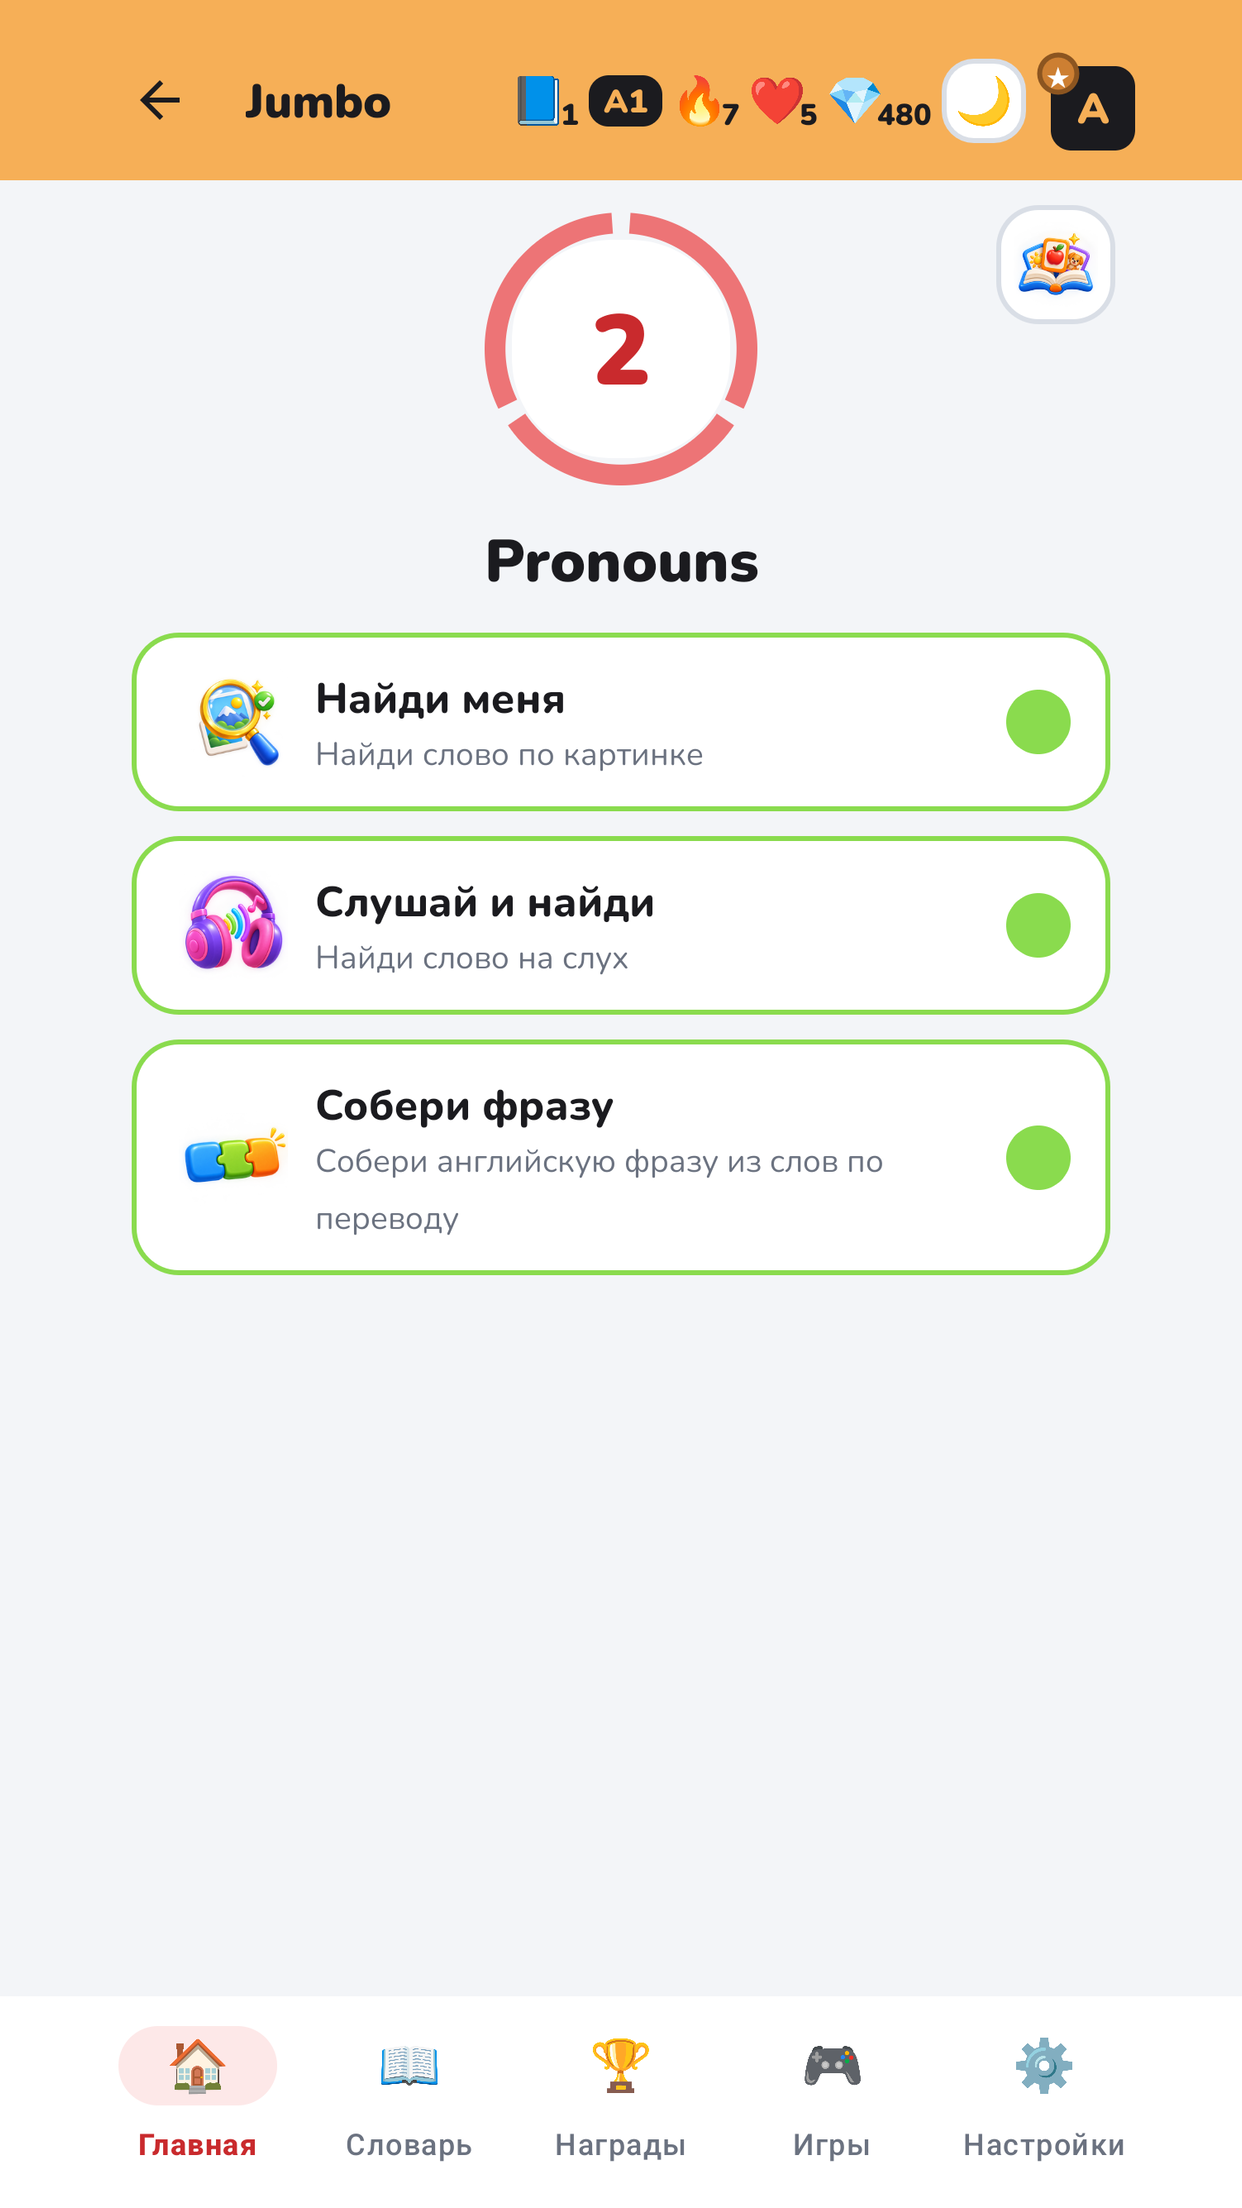 Jumbo
1
A1
7
5
480
A
2
Pronouns
Найди меня
Найди слово по картинке
Слушай и найди
Найди слово на слух
Собери фразу
Собери английскую фразу из слов по
переводу
Главная
Словарь
Награды
Игры
Настройки